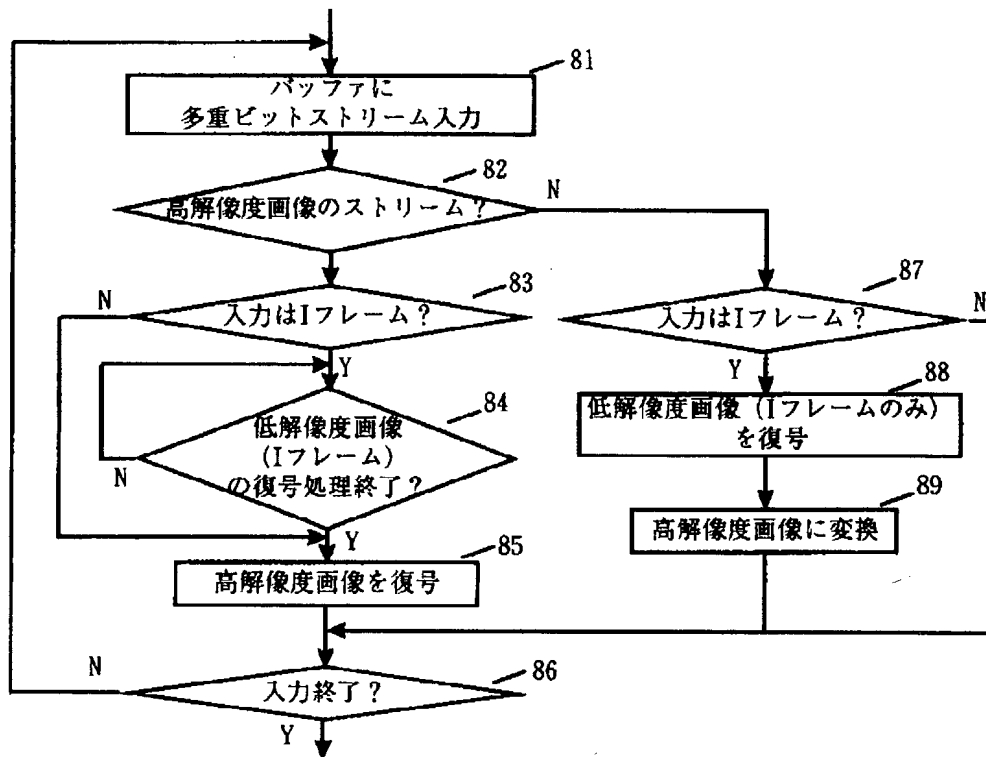 81
バッファに
多重ビットストリーム入力
82
高解像度画像のストリーム？
N
83
N
入力はIフレーム？
Y
87
入力はIフレーム？
N
Y
84
低解像度画像
(Iフレーム)
の復号処理終了？
N
Y
88
低解像度画像 (Iフレームのみ)
を復号
89
高解像度画像に変換
85
高解像度画像を復号
86
入力終了？
N
Y